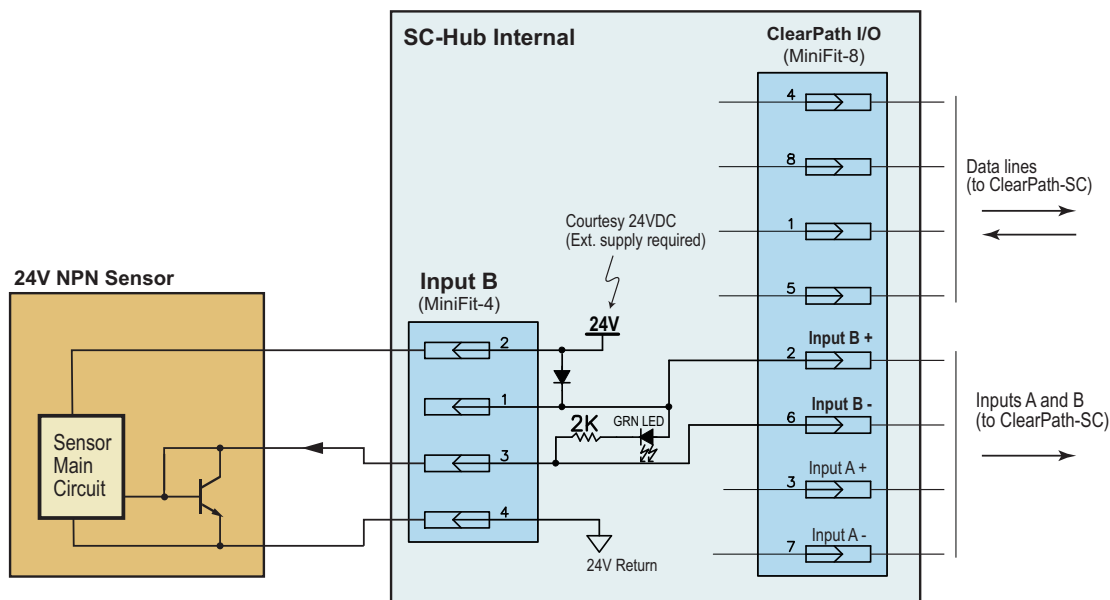 SC-Hub Internal
ClearPath I/O
(MiniFit-8)
4
8
1
5
2
Input B +
6
Input B -
3
Input A +
7
Input A -
Data lines
(to ClearPath-SC)
Inputs A and B
(to ClearPath-SC)
Courtesy 24VDC
(Ext. supply required)
24V
Input B
(MiniFit-4)
2
1
3
4
2K
GRN LED
24V Return
24V NPN Sensor
Sensor
Main
Circuit